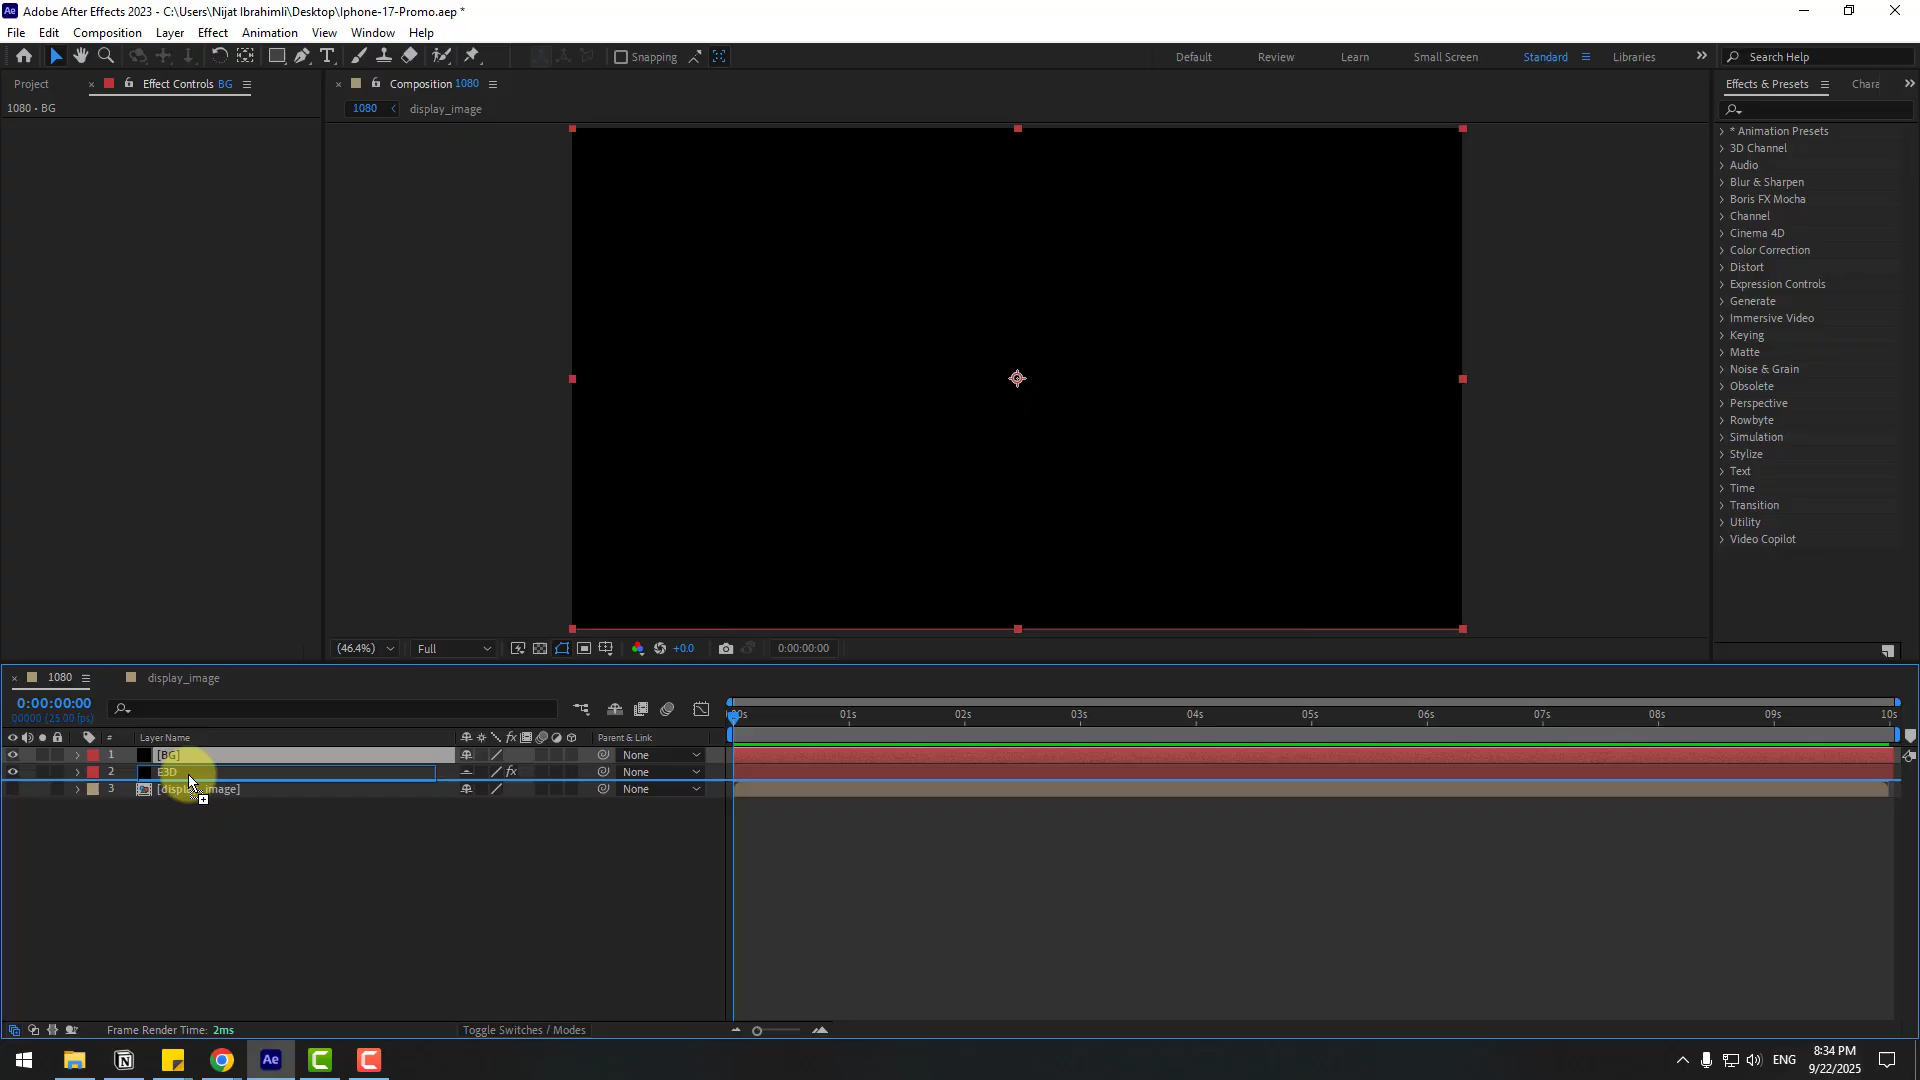 Adobe After Effects 2023 - C:\Users\Nijat Ibrahimli\Desktop\Iphone-17-Promo.aep *
File Edit Composition Layer Effect Animation View Window Help
Snapping Default Review Learn Small Screen Standard Libraries Search Help
Project Effect Controls BG Composition 1080 Effects & Presets Chara
1080 • BG
1080 display_image
* Animation Presets
3D Channel
Audio
Blur & Sharpen
Boris FX Mocha
Channel
Cinema 4D
Color Correction
Distort
Expression Controls
Generate
Immersive Video
Keying
Matte
Noise & Grain
Obsolete
Perspective
Rowbyte
Simulation
Stylize
Text
Time
Transition
Utility
Video Copilot
(46.4%) Full +0.0 0:00:00:00
1080 display_image
0:00:00:00
00000 (25.00 fps)
00s 01s 02s 03s 04s 05s 06s 07s 08s 09s 10s
# Layer Name fx Parent & Link
1 [BG] None
2 E3D fx None
3 [display_image] None
Frame Render Time: 2ms Toggle Switches / Modes
Ae ENG 8:34 PM
9/22/2025